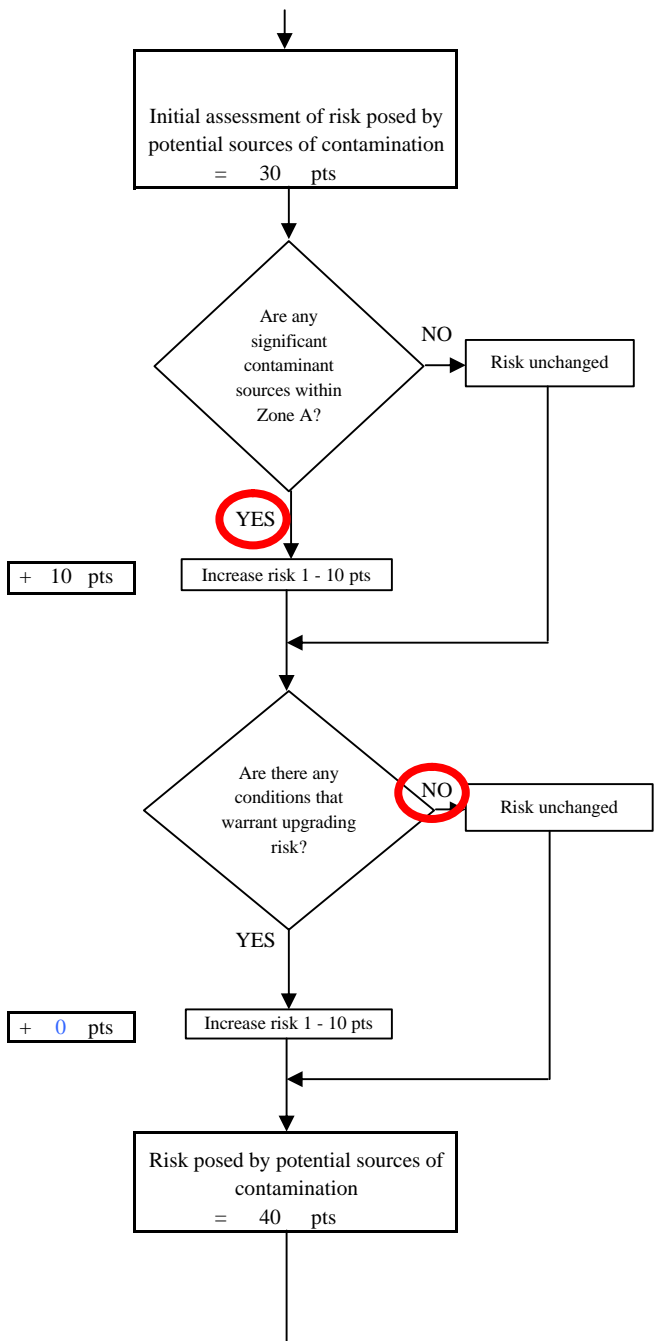 Initial assessment of risk posed by
potential sources of contamination
= 30 pts
Are any
significant
contaminant
sources within
Zone A?
NO
Risk unchanged
YES
+ 10 pts
Increase risk 1 - 10 pts
Are there any
conditions that
warrant upgrading
risk?
NO
Risk unchanged
YES
+ 0 pts
Increase risk 1 - 10 pts
Risk posed by potential sources of
contamination
= 40 pts